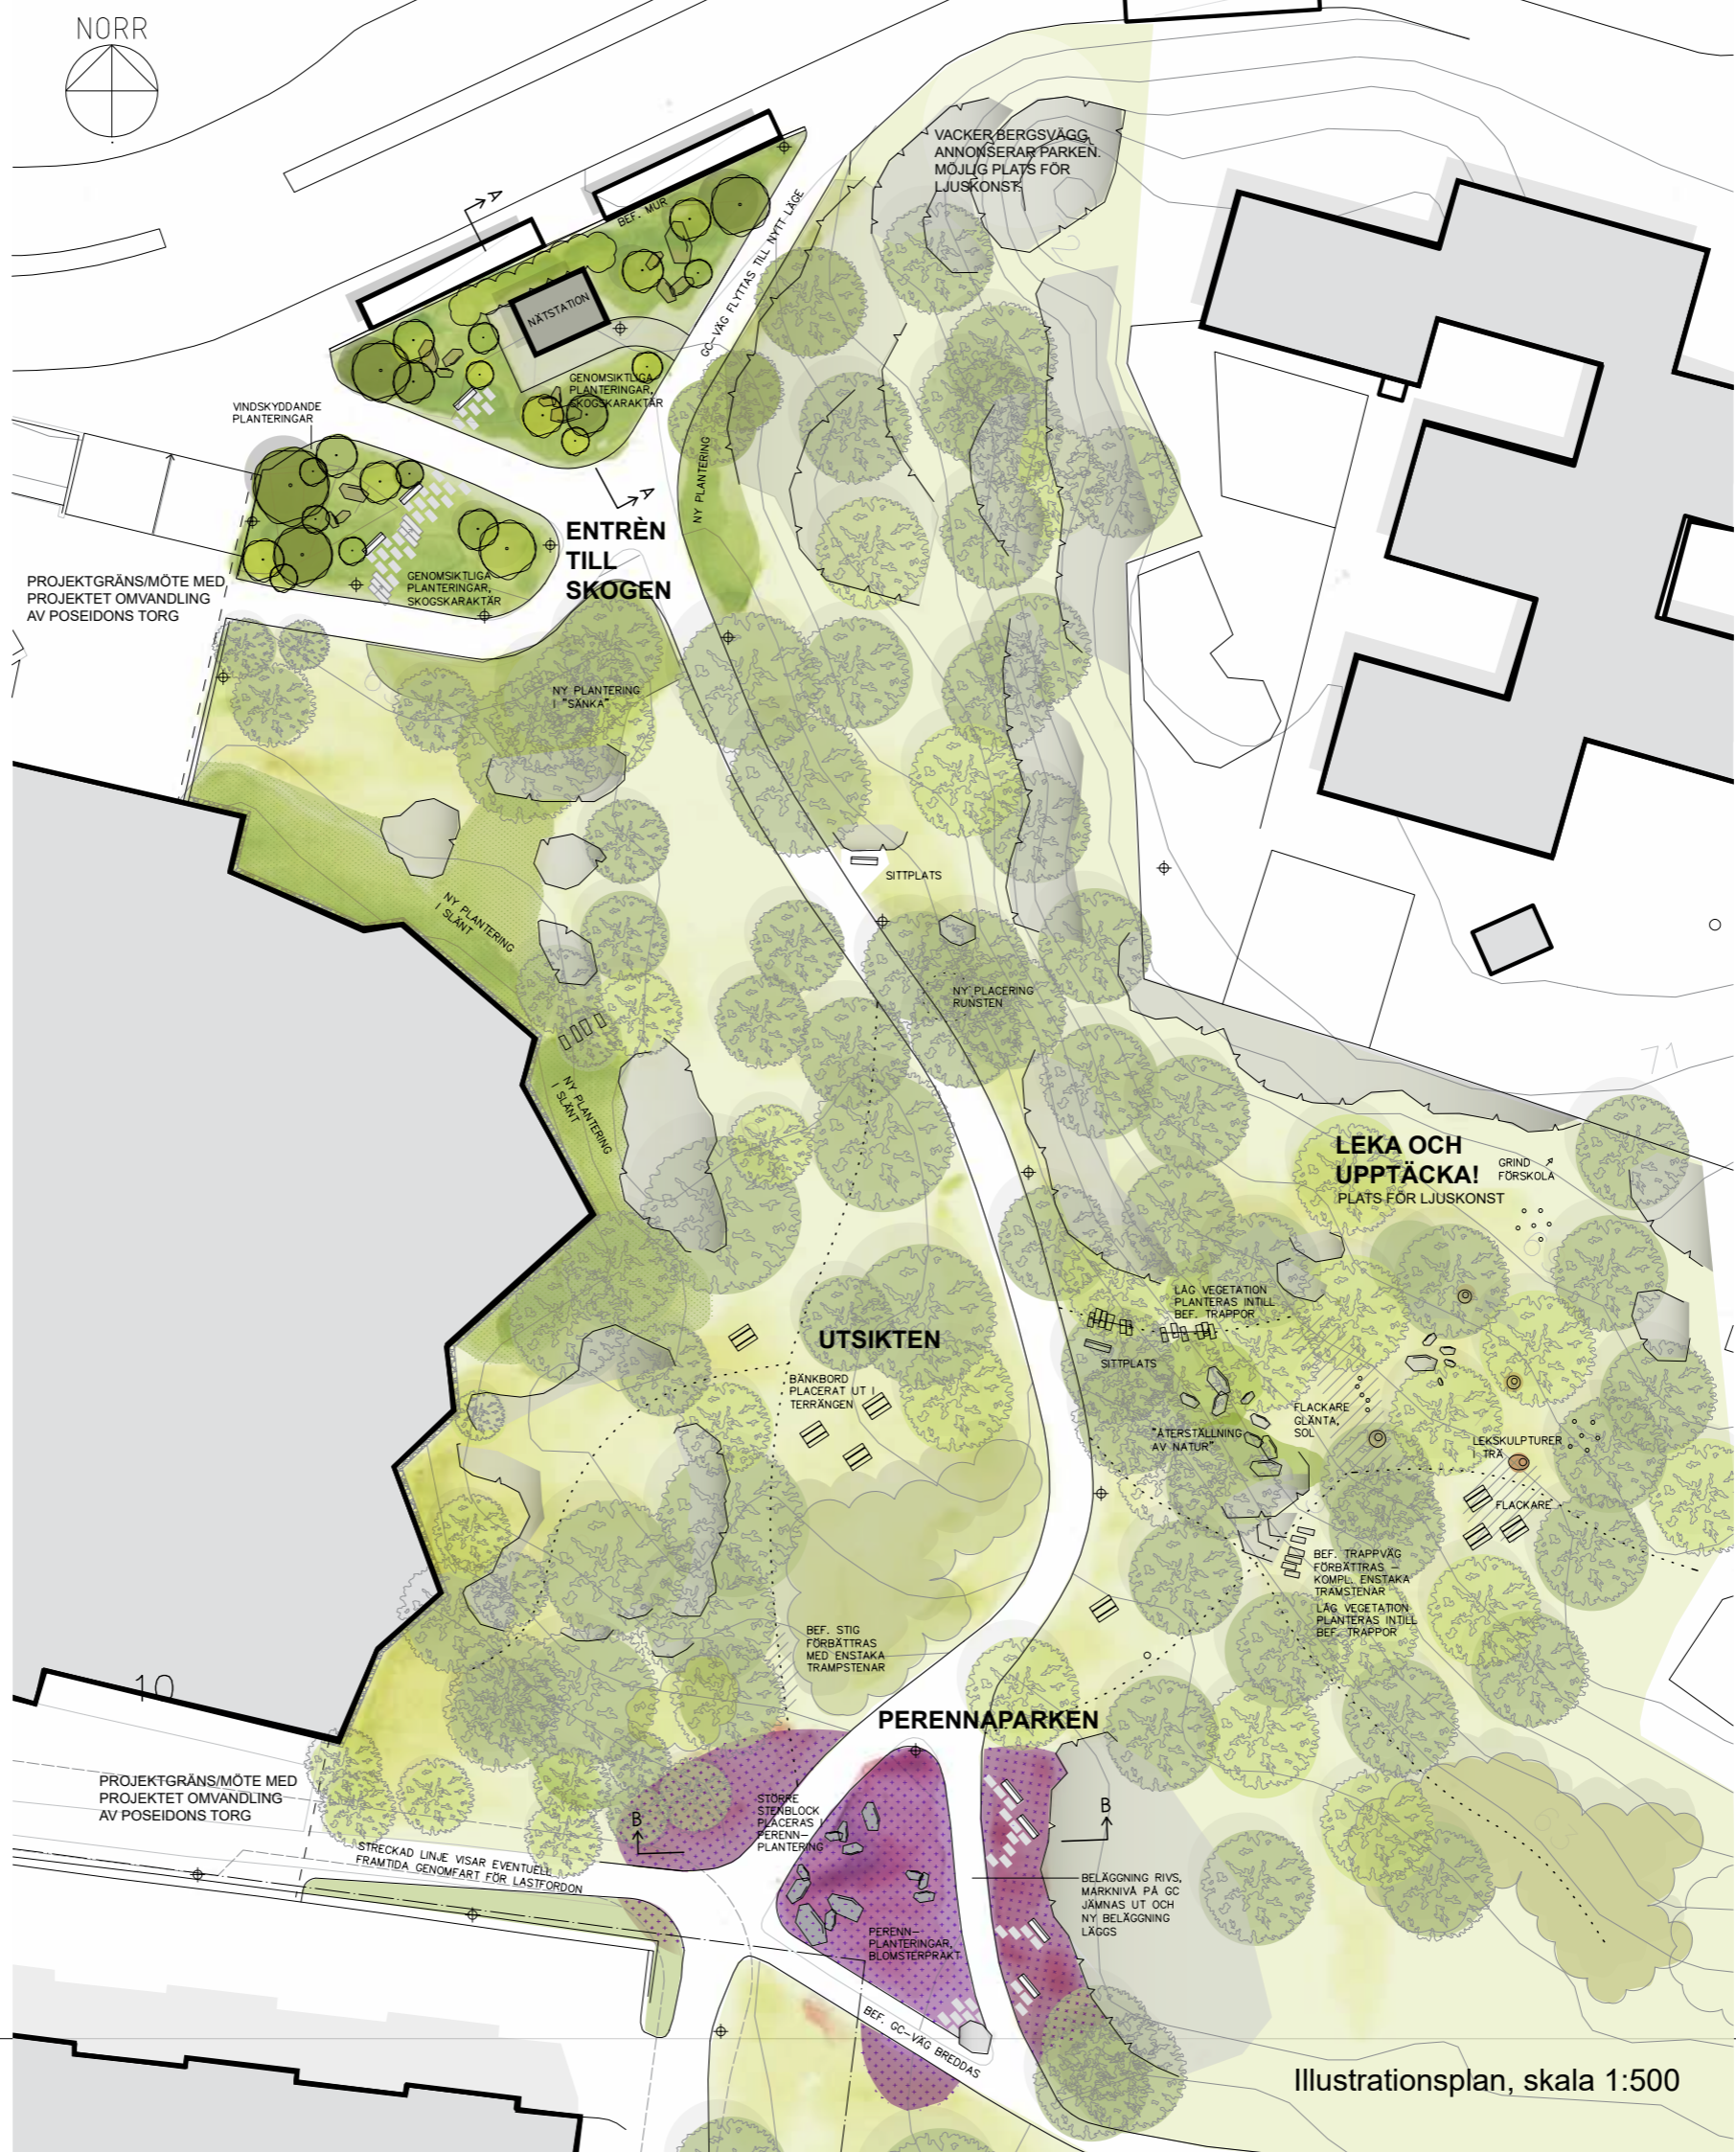 NORR
VACKER BERGSVÄGG
ANNONSERAR PARKEN.
MÖJLIG PLATS FÖR
LJUSKONST.
A
BEF. MUR
NÄTSTATION
GC-VÄG FLYTTAS TILL NYTT LÄGE
GENOMSIKTLIGA
PLANTERINGAR,
SKOGSKARAKTÄR
VINDSKYDDANDE
PLANTERINGAR
A
NY PLANTERING
ENTRÈN
TILL
SKOGEN
GENOMSIKTLIGA
PLANTERINGAR,
SKOGSKARAKTÄR
PROJEKTGRÄNS/MÖTE MED
PROJEKTET OMVANDLING
AV POSEIDONS TORG
NY PLANTERING
I "SÄNKA"
SITTPLATS
NY PLANTERING
I SLÄNT
NY PLACERING
RUNSTEN
71
NY PLANTERING
I SLÄNT
LEKA OCH
UPPTÄCKA!
PLATS FÖR LJUSKONST
GRIND
FÖRSKOLA
LÅG VEGETATION
PLANTERAS INTILL
BEF. TRAPPOR
UTSIKTEN
SITTPLATS
BÄNKBORD
PLACERAT UT I
TERRÄNGEN
FLACKARE
GLÄNTA,
SOL
"ÅTERSTÄLLNING
AV NATUR"
LEKSKULPTURER
I TRÄ
FLACKARE
BEF. TRAPPVÄG
FÖRBÄTTRAS
KOMPL. ENSTAKA
TRAMSTENAR
LÅG VEGETATION
PLANTERAS INTILL
BEF. TRAPPOR
BEF. STIG
FÖRBÄTTRAS
MED ENSTAKA
TRAMPSTENAR
10
PERENNAPARKEN
PROJEKTGRÄNS/MÖTE MED
PROJEKTET OMVANDLING
AV POSEIDONS TORG
STÖRRE
STENBLOCK
PLACERAS I
PERENN-
PLANTERING
B
B
STRECKAD LINJE VISAR EVENTUELL
FRAMTIDA GENOMFART FÖR LASTFORDON
BELÄGGNING RIVS,
MARKNIVÅ PÅ GC
JÄMNAS UT OCH
NY BELÄGGNING
LÄGGS
PERENN-
PLANTERINGAR,
BLOMSTERPRAKT
BEF. GC-VÄG BREDDAS
Illlustrationsplan, skala 1:500